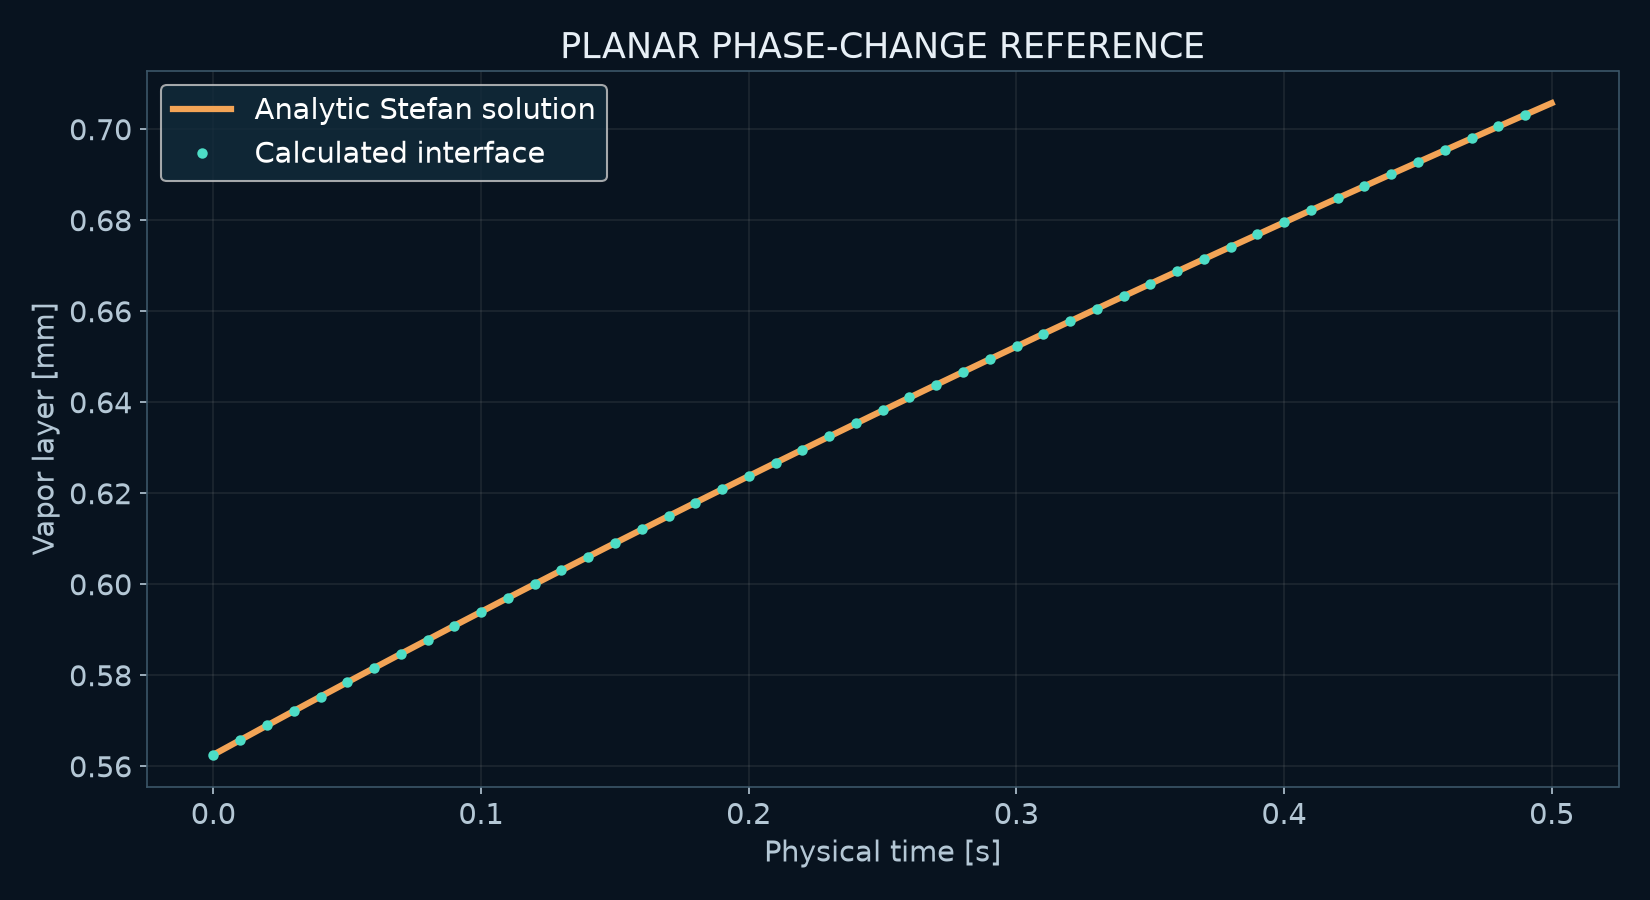 PLANAR PHASE-CHANGE REFERENCE
Analytic Stefan solution
Calculated interface
Vapor layer [mm]
0.70
0.68
0.66
0.64
0.62
0.60
0.58
0.56
0.0 0.1 0.2 0.3 0.4 0.5
Physical time [s]